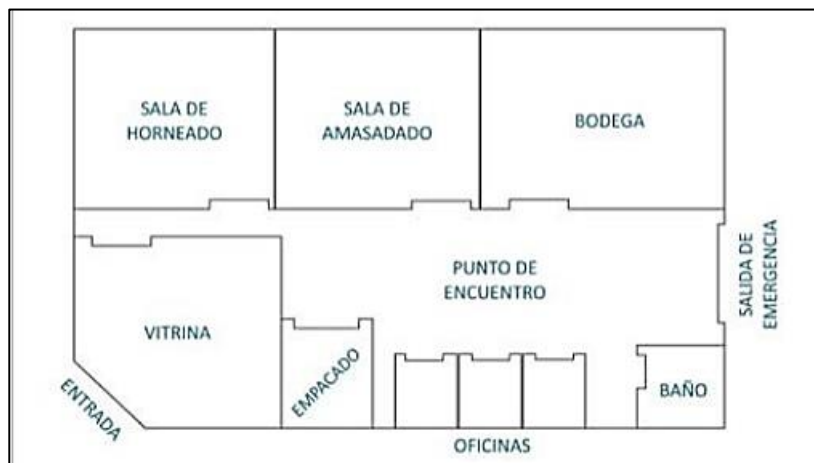 SALA DE
HORNEADO
SALA DE
AMASADADO
BODEGA
PUNTO DE
ENCUENTRO
SALIDA DE
EMERGENCIA
VITRINA
EMPACADO
BAÑO
ENTRADA
OFICINAS